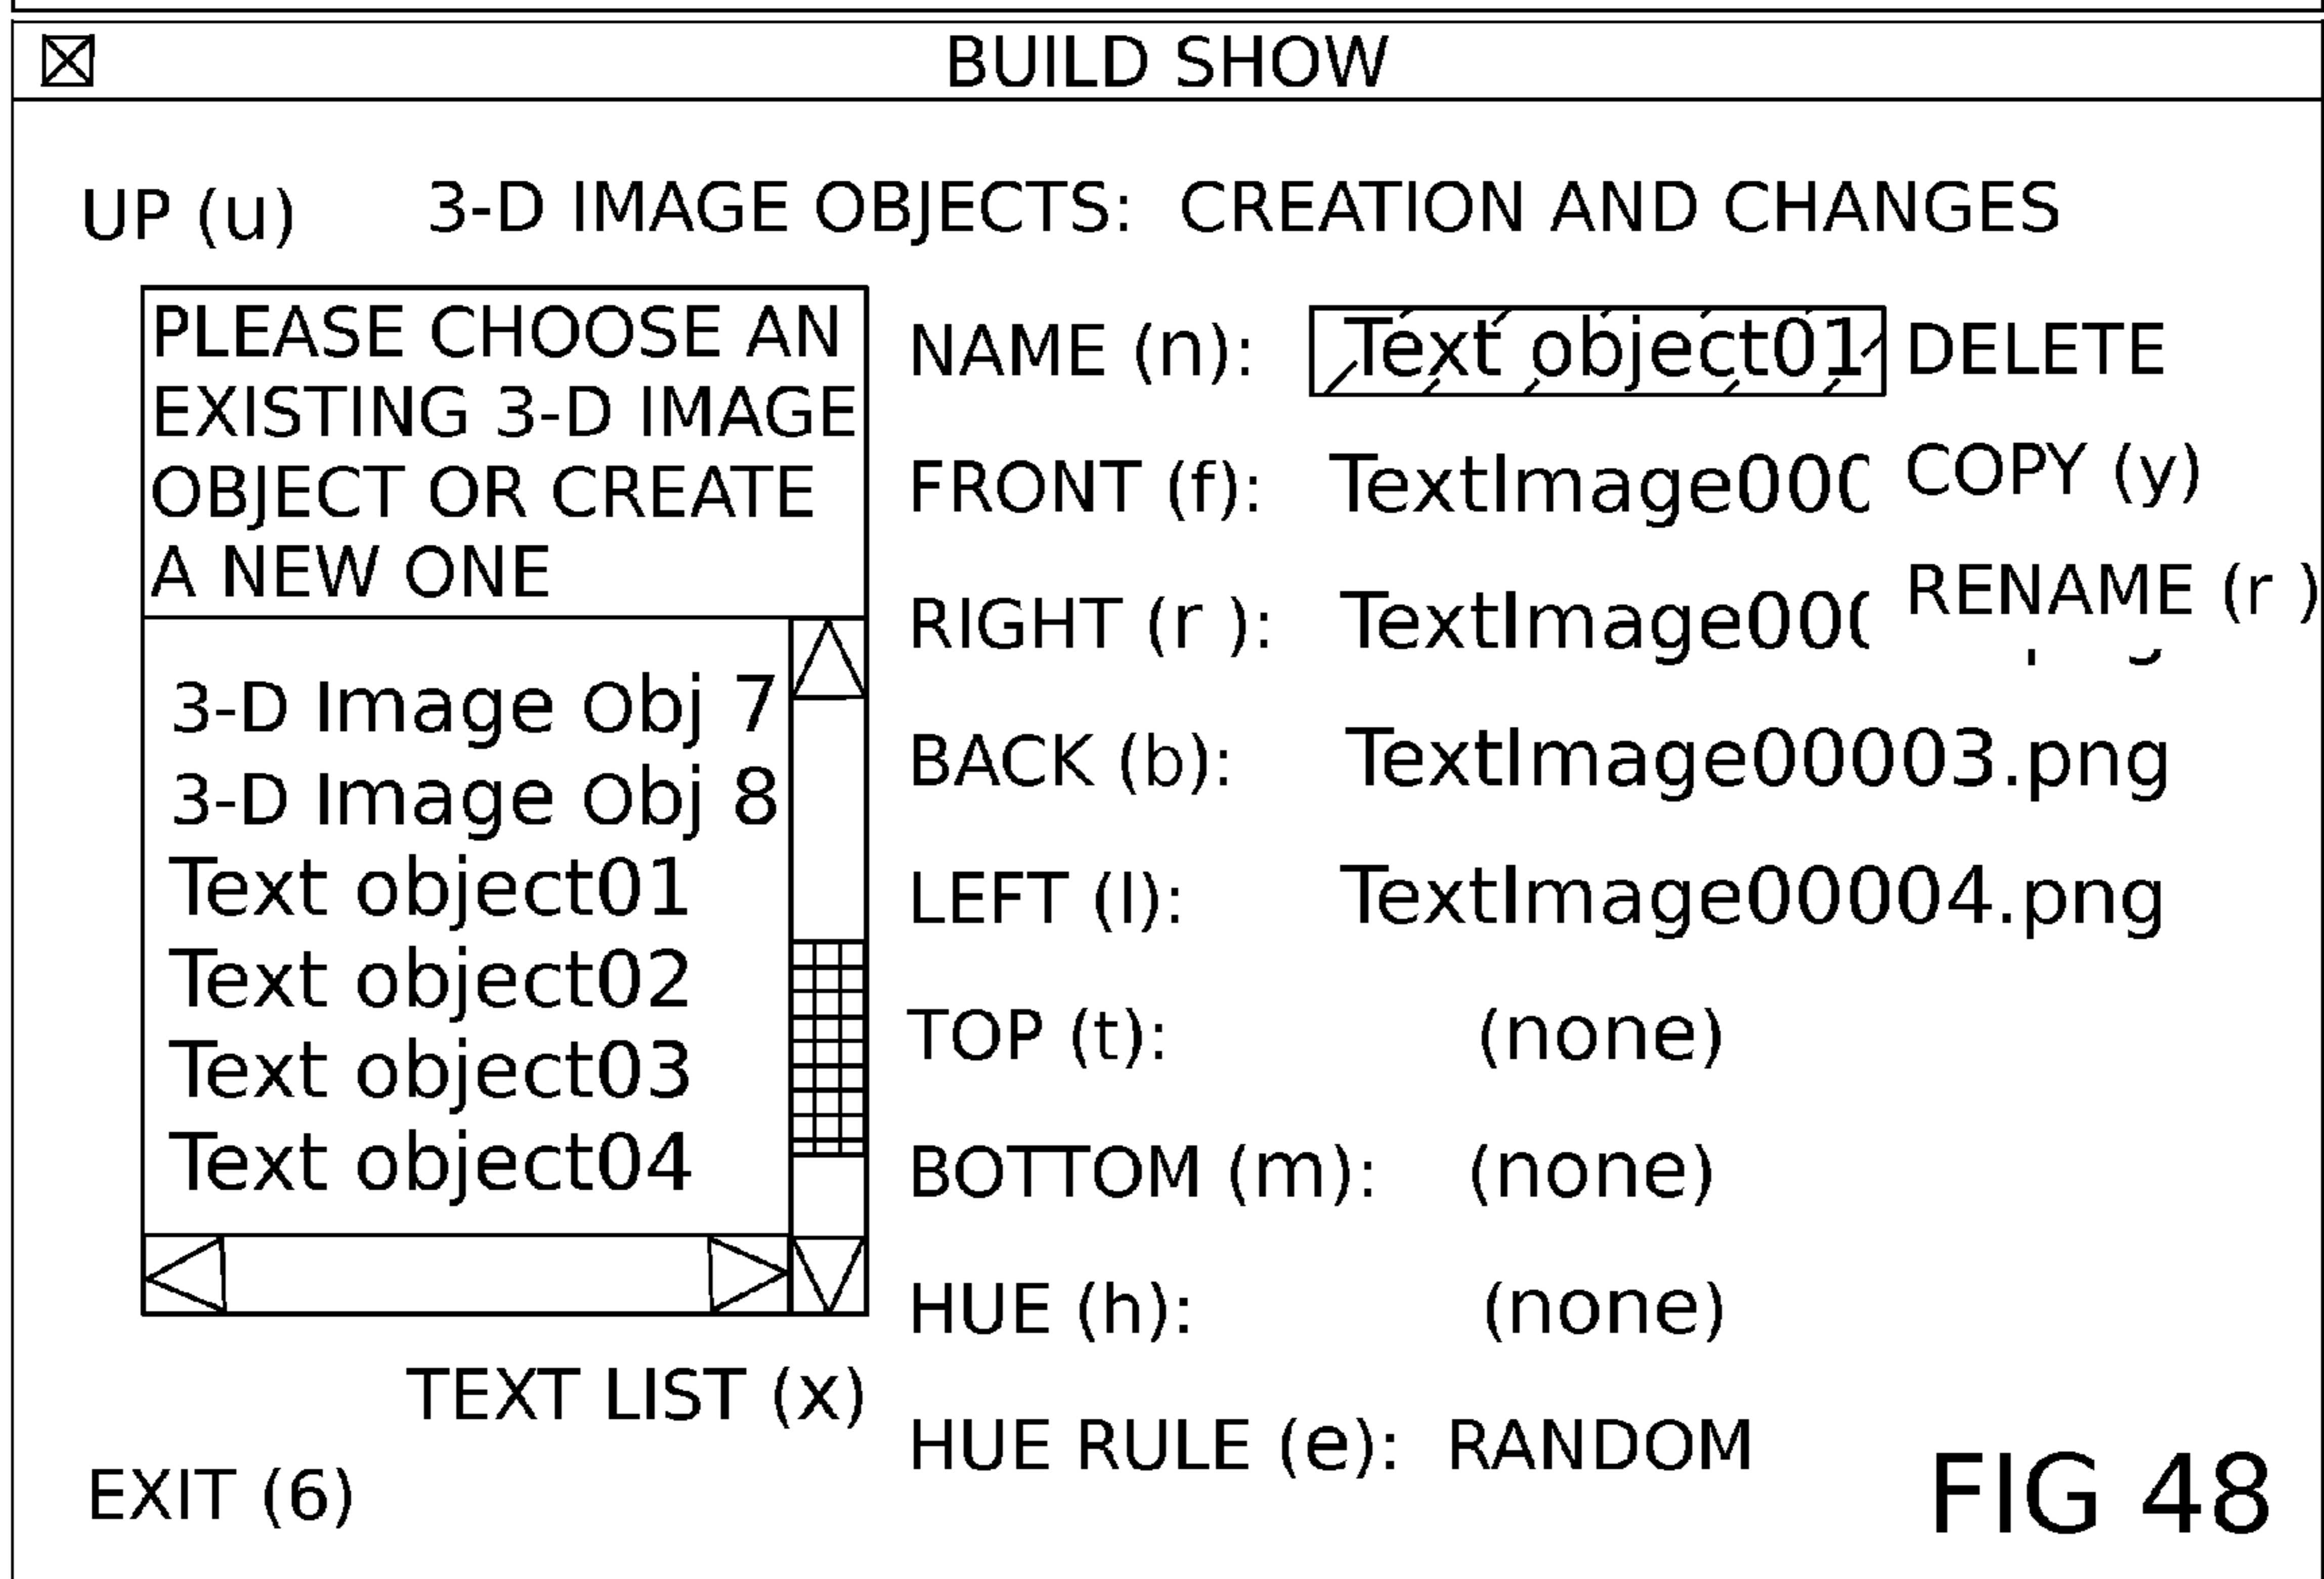 BUILD SHOW
UP (u)
3-D IMAGE OBJECTS: CREATION AND CHANGES
PLEASE CHOOSE AN
EXISTING 3-D IMAGE
OBJECT OR CREATE
A NEW ONE
3-D Image Obj 7
3-D Image Obj 8
Text object01
Text object02
Text object03
Text object04
TEXT LIST (x)
EXIT (6)
NAME (n): Text object01
FRONT (f): TextImage000
RIGHT (r ): TextImage00
BACK (b): TextImage00003.png
LEFT (l): TextImage00004.png
TOP (t): (none)
BOTTOM (m): (none)
HUE (h): (none)
HUE RULE (e): RANDOM
DELETE
COPY (y)
RENAME (r )
FIG 48